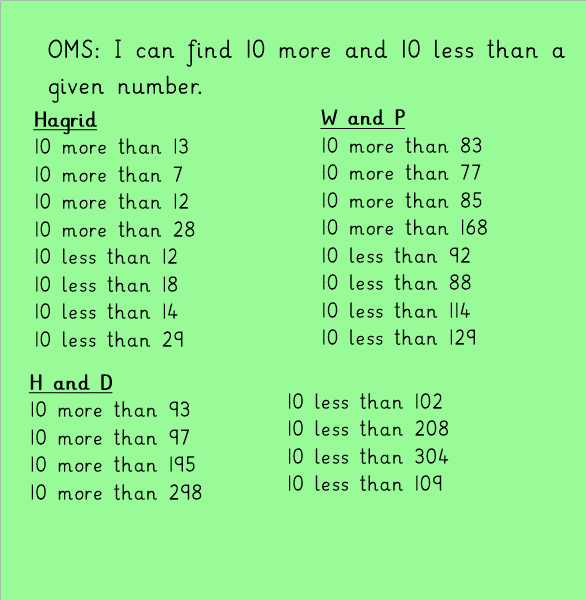 OMS: I can find 10 more and 10 less than a
given number.
Hagrid
10 more than 13
10 more than 7
10 more than 12
10 more than 28
10 less than 12
10 less than 18
10 less than 14
10 less than 29
W and P
10 more than 83
10 more than 77
10 more than 85
10 more than 168
10 less than 92
10 less than 88
10 less than 114
10 less than 129
H and D
10 more than 93
10 more than 97
10 more than 195
10 more than 298
10 less than 102
10 less than 208
10 less than 304
10 less than 109